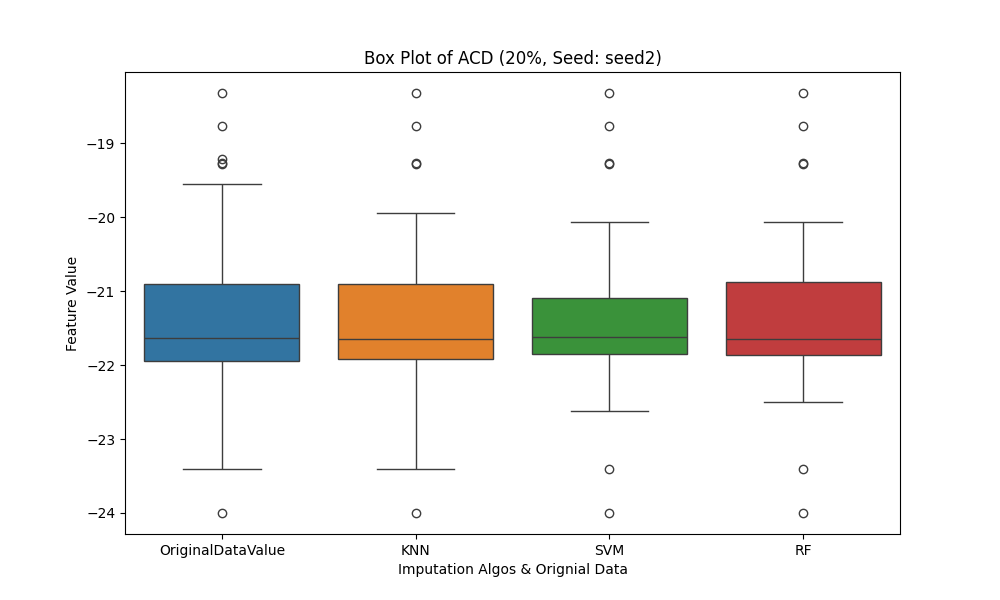 Box Plot of ACD (20%, Seed: seed2)
Feature Value
−19
−20
−21
−22
−23
−24
OriginalDataValue KNN SVM RF
Imputation Algos & Orignial Data